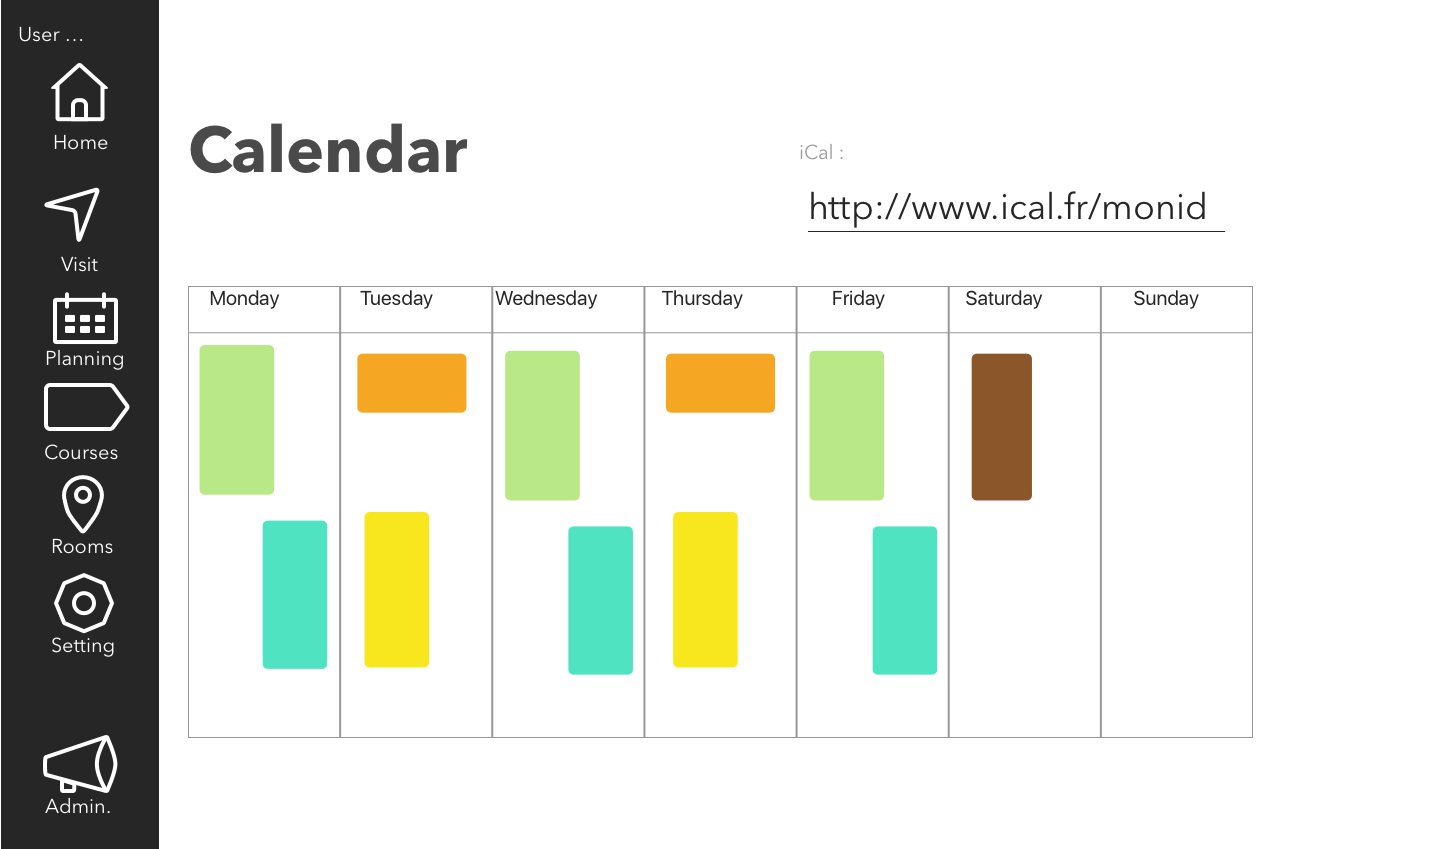 User ...
Home
Visit
Planning
Courses
Rooms
Setting
Admin.
Calendar
iCal :
http://www.ical.fr/monid
Monday Tuesday Wednesday Thursday Friday Saturday Sunday